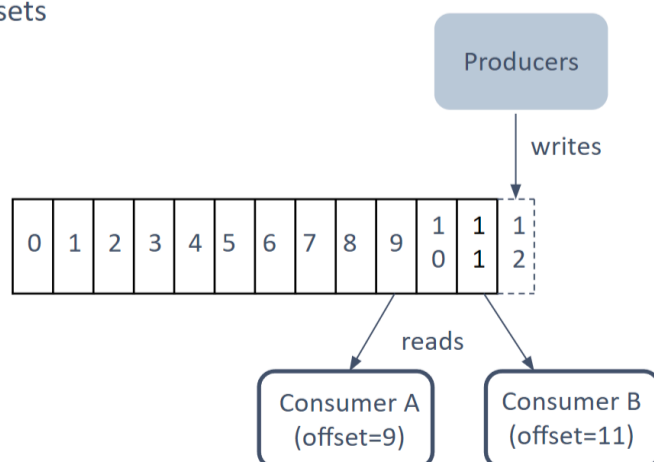 sets
Producers
writes
0 1 2 3 4 5 6 7 8 9 10 11 12
reads
Consumer A
(offset=9)
Consumer B
(offset=11)